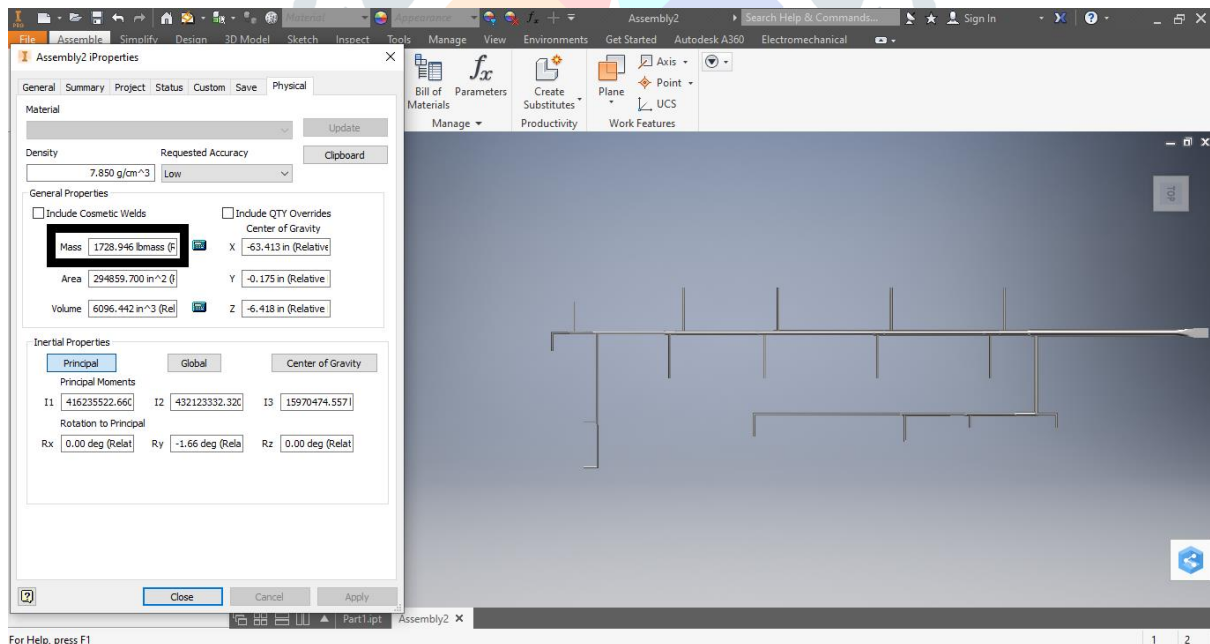 PRO
Material
Appearance
Assembly2
Search Help & Commands...
Sign In
File Assemble Simplify Design 3D Model Sketch Inspect Tools Manage View Environments Get Started Autodesk A360 Electromechanical
Assembly2 iProperties
General Summary Project Status Custom Save Physical
Material
Update
Density
Requested Accuracy
Clipboard
7.850 g/cm^3
Low
General Properties
Include Cosmetic Welds
Include QTY Overrides
Center of Gravity
Mass 1728.946 lbmass (R
X -63.413 in (Relative
Area 294859.700 in^2 (R
Y -0.175 in (Relative
Volume 6096.442 in^3 (Rel
Z -6.418 in (Relative
Inertial Properties
Principal
Global
Center of Gravity
Principal Moments
I1 416235522.660
I2 432123332.320
I3 15970474.557 l
Rotation to Principal
Rx 0.00 deg (Relat
Ry -1.66 deg (Rela
Rz 0.00 deg (Relat
Close
Cancel
Apply
Bill of Materials
Parameters
Create Substitutes
Plane
Axis
Point
UCS
Manage
Productivity
Work Features
TOP
Part1.ipt
Assembly2
For Help, press F1
1 2